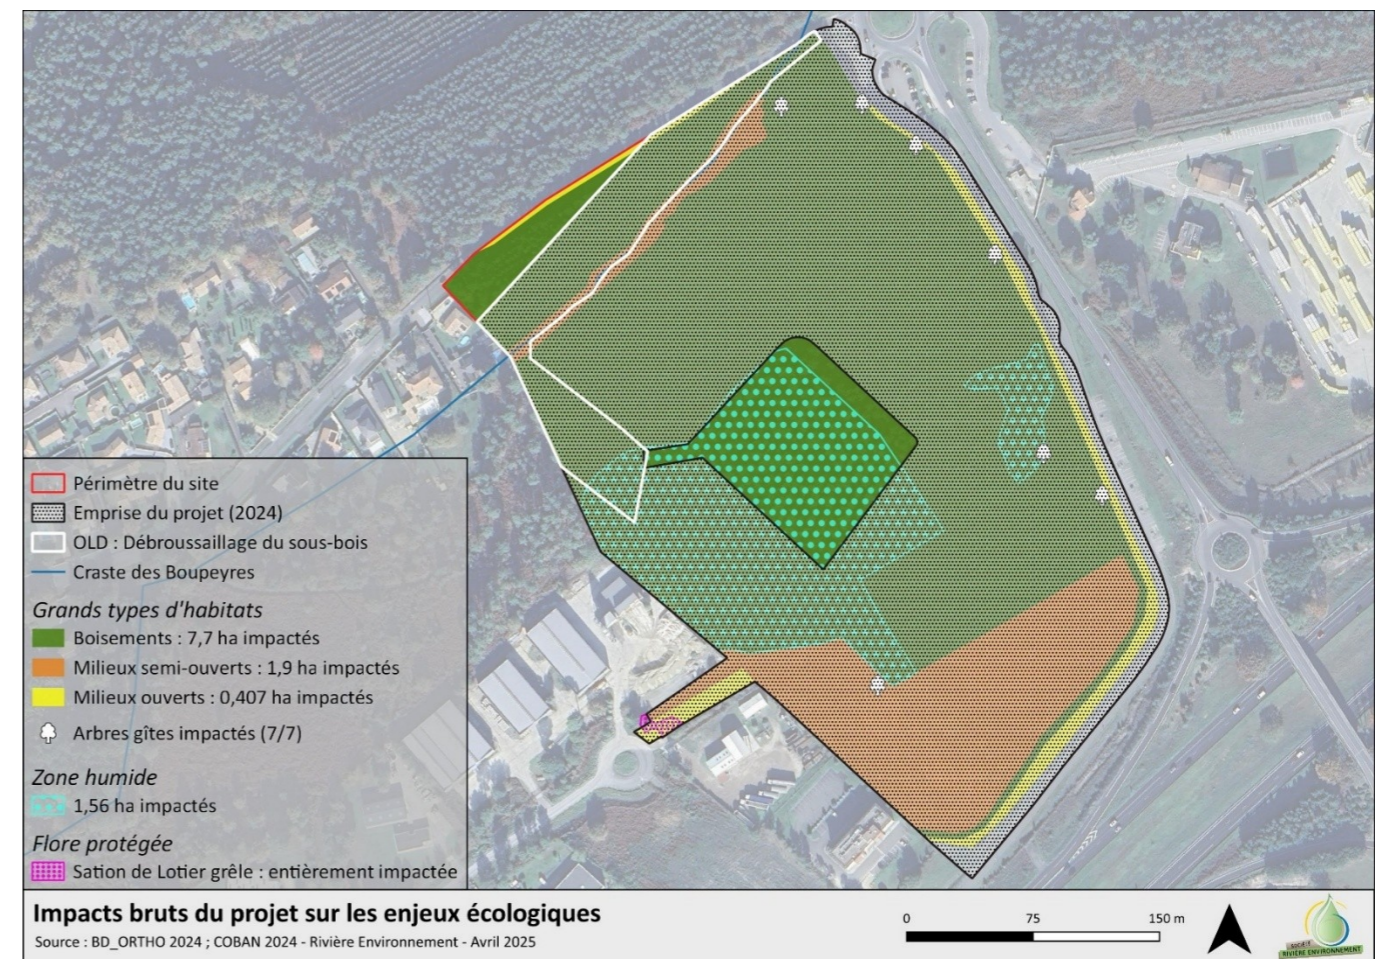 Périmètre du site
Emprise du projet (2024)
OLD : Débroussaillage du sous-bois
Craste des Boupeyres
Grands types d'habitats
Boisements : 7,7 ha impactés
Milieux semi-ouverts : 1,9 ha impactés
Milieux ouverts : 0,407 ha impactés
Arbres gîtes impactés (7/7)
Zone humide
1,56 ha impactés
Flore protégée
Sation de Lotier grêle : entièrement impactée
Impacts bruts du projet sur les enjeux écologiques
Source : BD_ORTHO 2024 ; COBAN 2024 - Rivière Environnement - Avril 2025
0 75 150 m
SOCIÉTÉ
RIVIÈRE ENVIRONNEMENT